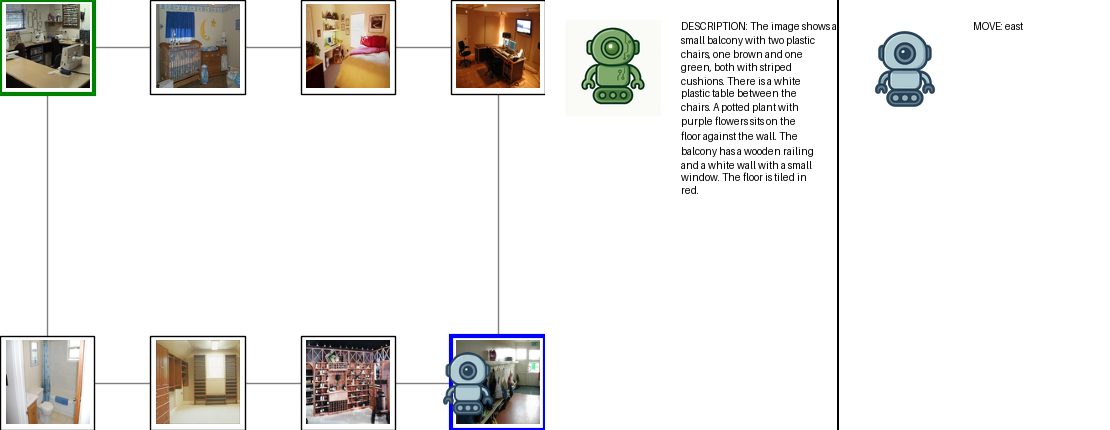 DESCRIPTION: The image shows a
small balcony with two plastic
chairs, one brown and one
green, both with striped
cushions. There is a white
plastic table between the
chairs. A potted plant with
purple flowers sits on the
floor against the wall. The
balcony has a wooden railing
and a white wall with a small
window. The floor is tiled in
red.
MOVE: east